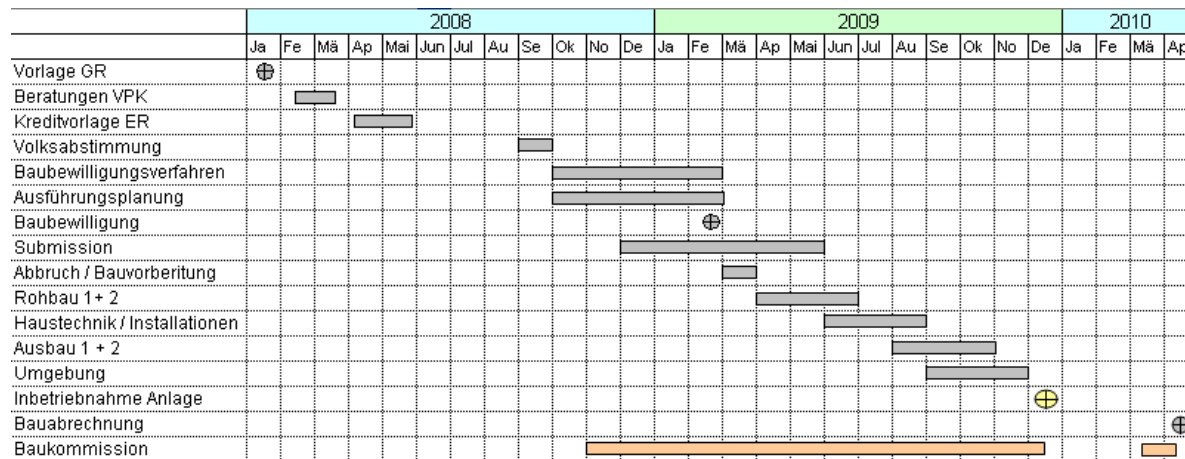 2008 2009 2010
Ja Fe Mä Ap Mai Jun Jul Au Se Ok No De Ja Fe Mä Ap Mai Jun Jul Au Se Ok No De Ja Fe Mä Ap
Vorlage GR
Beratungen VPK
Kreditvorlage ER
Volksabstimmung
Baubewilligungsverfahren
Ausführungsplanung
Baubewilligung
Submission
Abbruch / Bauvorberitung
Rohbau 1+ 2
Haustechnik / Installationen
Ausbau 1 + 2
Umgebung
Inbetriebnahme Anlage
Bauabrechnung
Baukommission